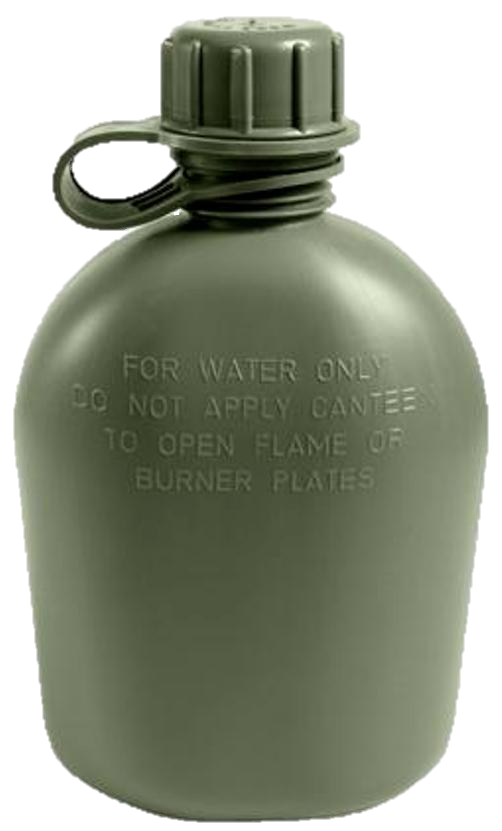 FOR WATER ONLY
DO NOT APPLY CANTEEN
TO OPEN FLAME OR
BURNER PLATES